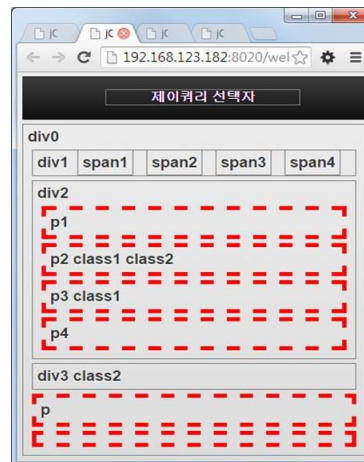 jC
jC
jC
jC
192.168.123.182:8020/wel
제이쿼리 선택자
div0
div1 span1 span2 span3 span4
div2
p1
p2 class1 class2
p3 class1
p4
div3 class2
p